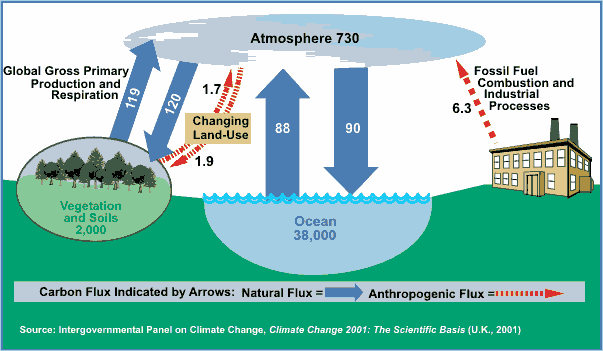 Atmosphere 730
Global Gross Primary
Production and
Respiration
119
120
1.7
Changing
Land-Use
1.9
88
90
Fossil Fuel
Combustion and
Industrial
Processes
6.3
Vegetation
and Soils
2,000
Ocean
38,000
Carbon Flux Indicated by Arrows: Natural Flux = Anthropogenic Flux =
Source: Intergovernmental Panel on Climate Change, Climate Change 2001: The Scientific Basis (U.K., 2001)